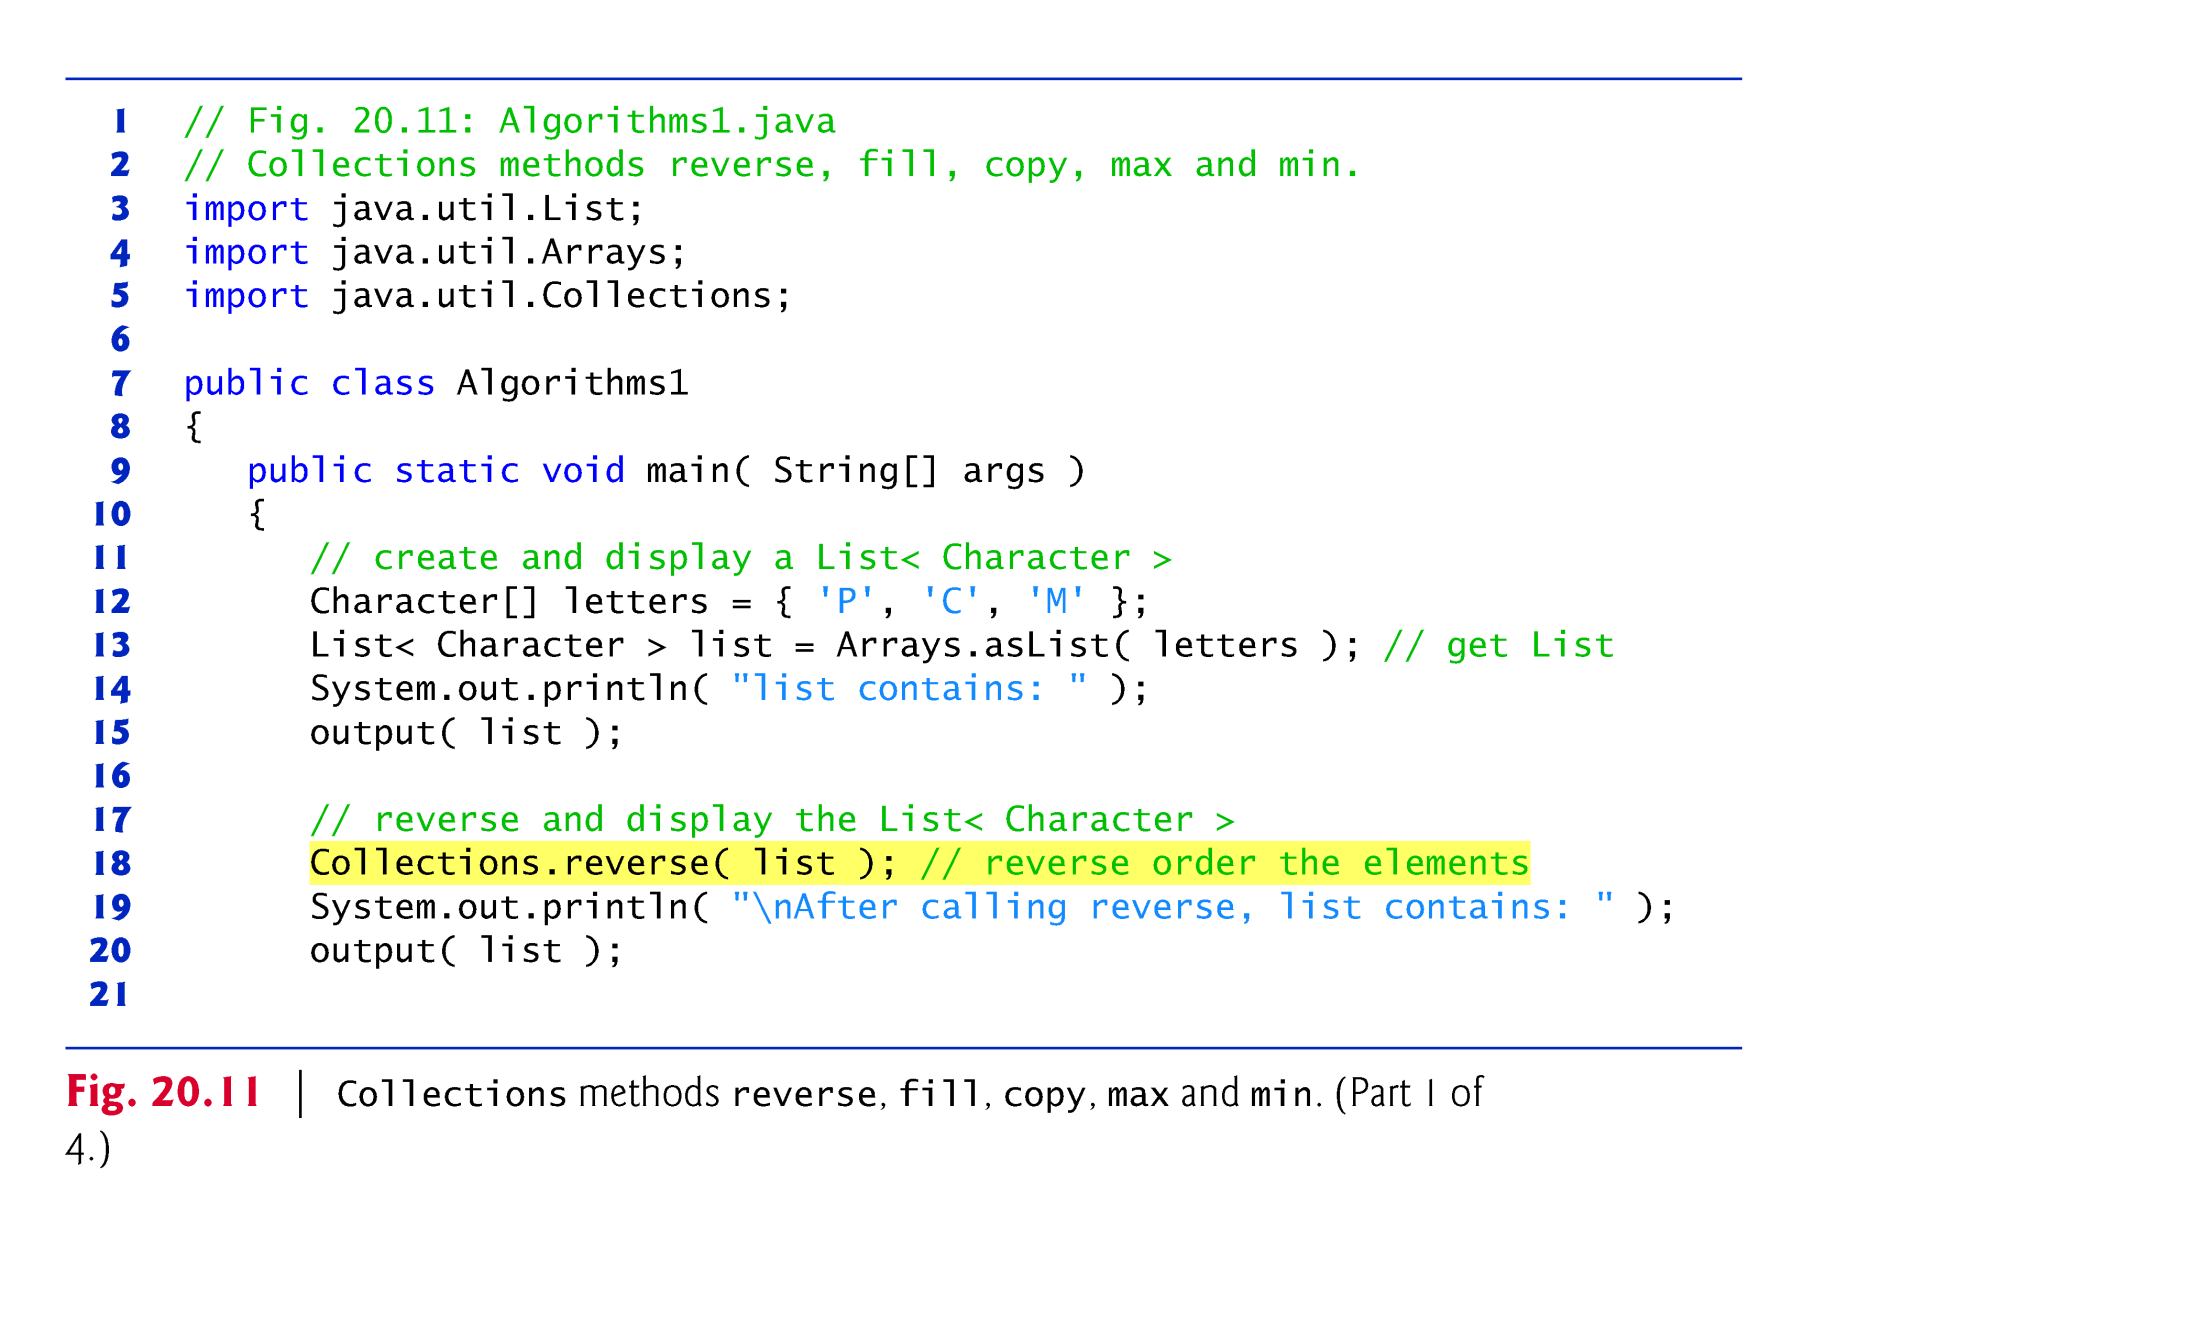 1 // Fig. 20.11: Algorithms1.java
2 // Collections methods reverse, fill, copy, max and min.
3 import java.util.List;
4 import java.util.Arrays;
5 import java.util.Collections;
6
7 public class Algorithms1
8 {
9    public static void main( String[] args )
10    {
11       // create and display a List< Character >
12       Character[] letters = { 'P', 'C', 'M' };
13       List< Character > list = Arrays.asList( letters ); // get List
14       System.out.println( "list contains: " );
15       output( list );
16
17       // reverse and display the List< Character >
18       Collections.reverse( list ); // reverse order the elements
19       System.out.println( "\nAfter calling reverse, list contains: " );
20       output( list );
21
Fig. 20.11 | Collections methods reverse, fill, copy, max and min. (Part 1 of
4.)